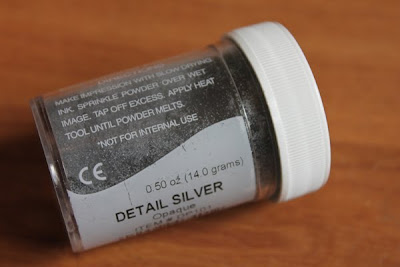 MAKE IMPRESSION WITH SLOW DRYING
INK. SPRINKLE POWDER OVER WET
IMAGE, TAP OFF EXCESS. APPLY HEAT
TOOL UNTIL POWDER MELTS.
*NOT FOR INTERNAL USE
CE
0.50 oz (14.0 grams)
DETAIL SILVER
Opaque
ITEM #